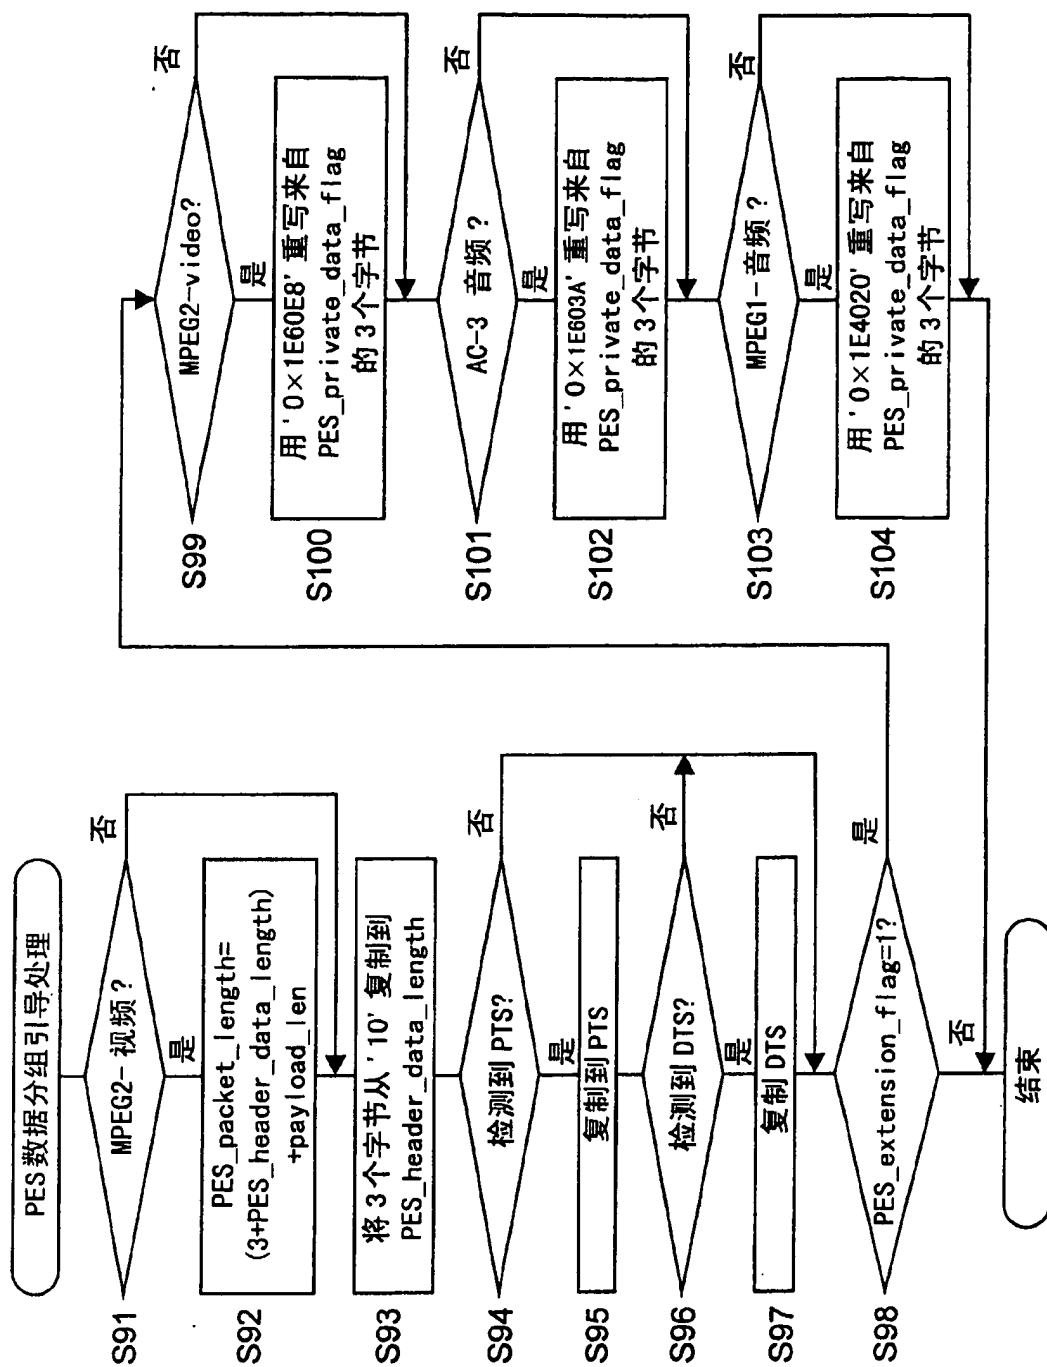 PES数据分组引导处理
S91
MPEG2-视频?
否
是
S92
PES_packet_length=
(3+PES_header_data_length)
+payload_len
S93
将3个字节从'10'复制到
PES_header_data_length
S94
检测到PTS?
否
是
S95
复制到PTS
S96
检测到DTS?
否
是
S97
复制DTS
S98
PES_extension_flag=1?
是
否
结束
S99
MPEG2-video?
否
是
S100
用'0×1E60E8'重写来自
PES_private_data_flag
的3个字节
S101
AC-3 音频?
否
是
S102
用'0×1E603A'重写来自
PES_private_data_flag
的3个字节
S103
MPEG1-音频?
否
是
S104
用'0×1E4020'重写来自
PES_private_data_flag
的3个字节